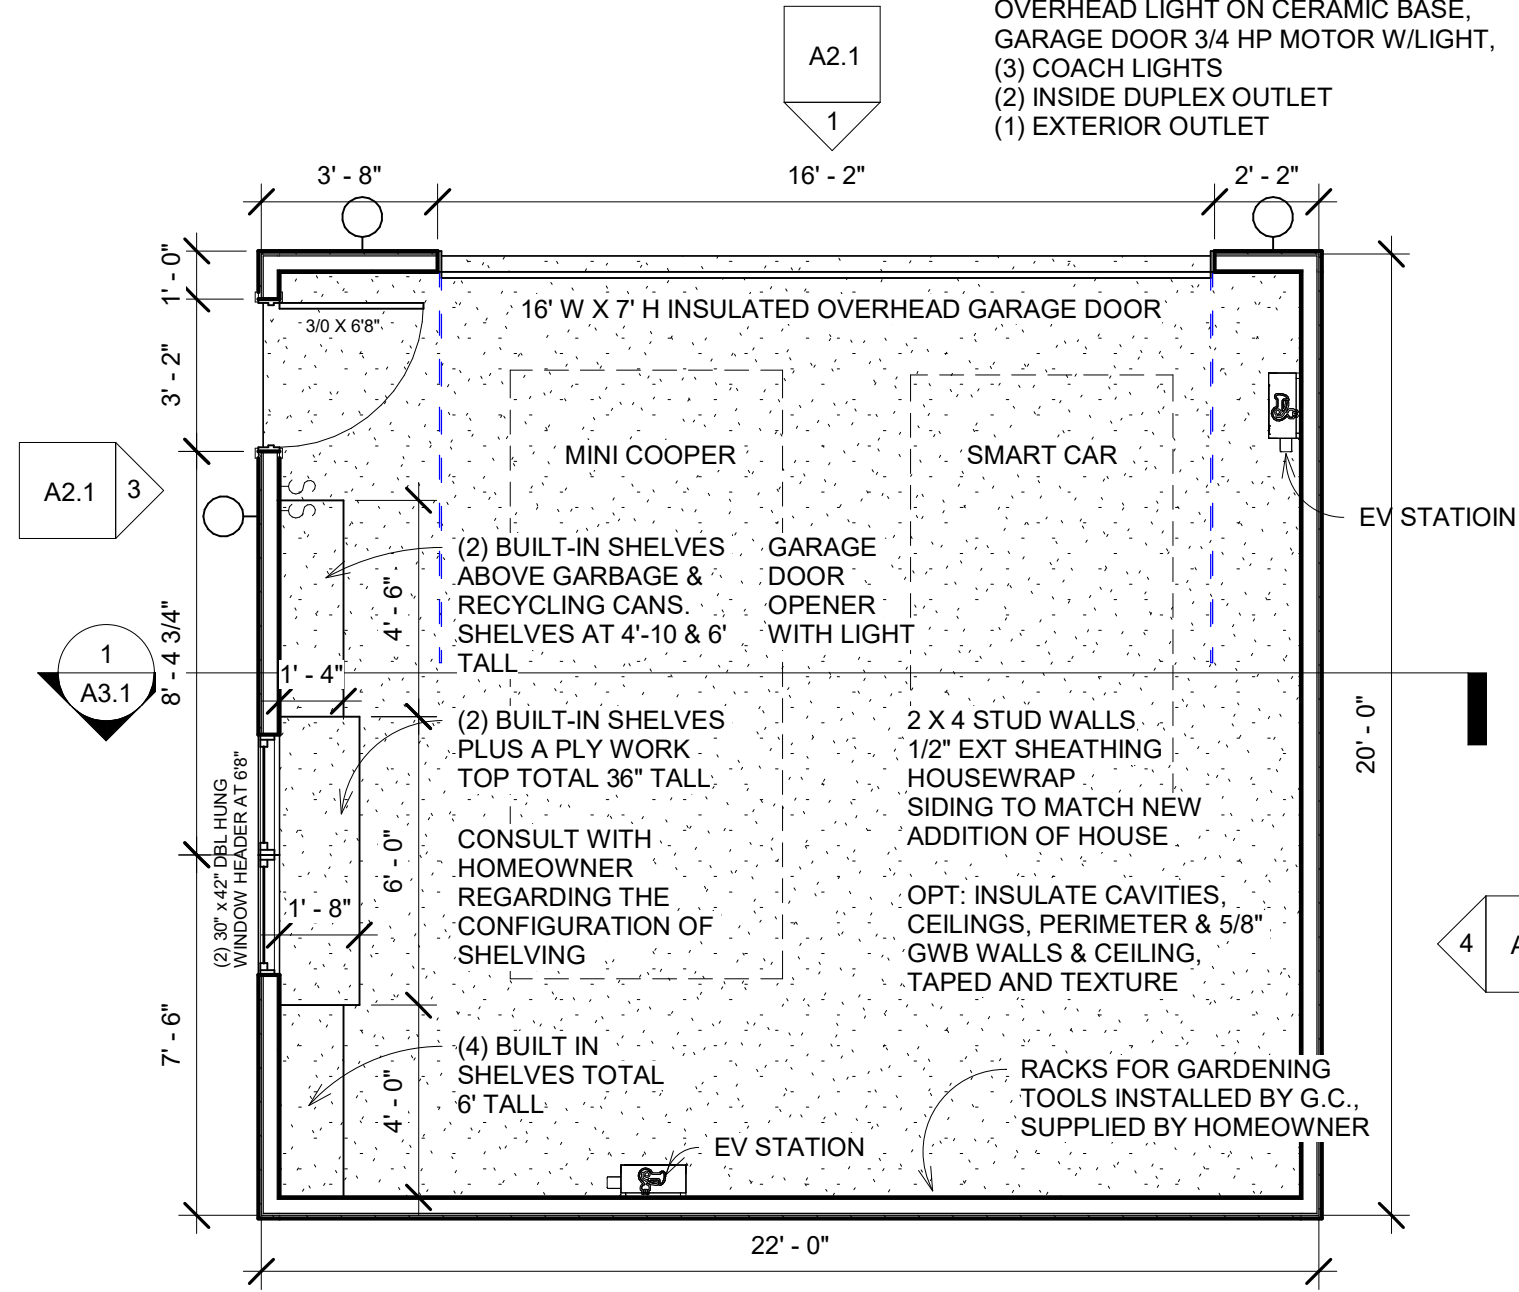 OVERHEAD LIGHT ON CERAMIC BASE,
GARAGE DOOR 3/4 HP MOTOR W/LIGHT,
(3) COACH LIGHTS
(2) INSIDE DUPLEX OUTLET
(1) EXTERIOR OUTLET
A2.1
1
3' - 8"
16' - 2"
2' - 2"
1' - 0"
3' - 2"
8' - 4 3/4"
7' - 6"
16' W X 7' H INSULATED OVERHEAD GARAGE DOOR
3/0 X 6'8"
MINI COOPER
SMART CAR
A2.1
3
S
S
EV STATIOIN
(2) BUILT-IN SHELVES
ABOVE GARBAGE &
RECYCLING CANS.
SHELVES AT 4'-10 & 6'
TALL
GARAGE
DOOR
OPENER
WITH LIGHT
4' - 6"
1' - 4"
1
A3.1
(2) BUILT-IN SHELVES
PLUS A PLY WORK
TOP TOTAL 36" TALL
2 X 4 STUD WALLS
1/2" EXT SHEATHING
HOUSEWRAP
SIDING TO MATCH NEW
ADDITION OF HOUSE
20' - 0"
(2) 30" x 42" DBL HUNG
WINDOW HEADER AT 6'8"
6' - 0"
1' - 8"
CONSULT WITH
HOMEOWNER
REGARDING THE
CONFIGURATION OF
SHELVING
OPT: INSULATE CAVITIES,
CEILINGS, PERIMETER & 5/8"
GWB WALLS & CEILING,
TAPED AND TEXTURE
4
4' - 0"
(4) BUILT IN
SHELVES TOTAL
6' TALL
RACKS FOR GARDENING
TOOLS INSTALLED BY G.C.,
SUPPLIED BY HOMEOWNER
EV STATION
22' - 0"